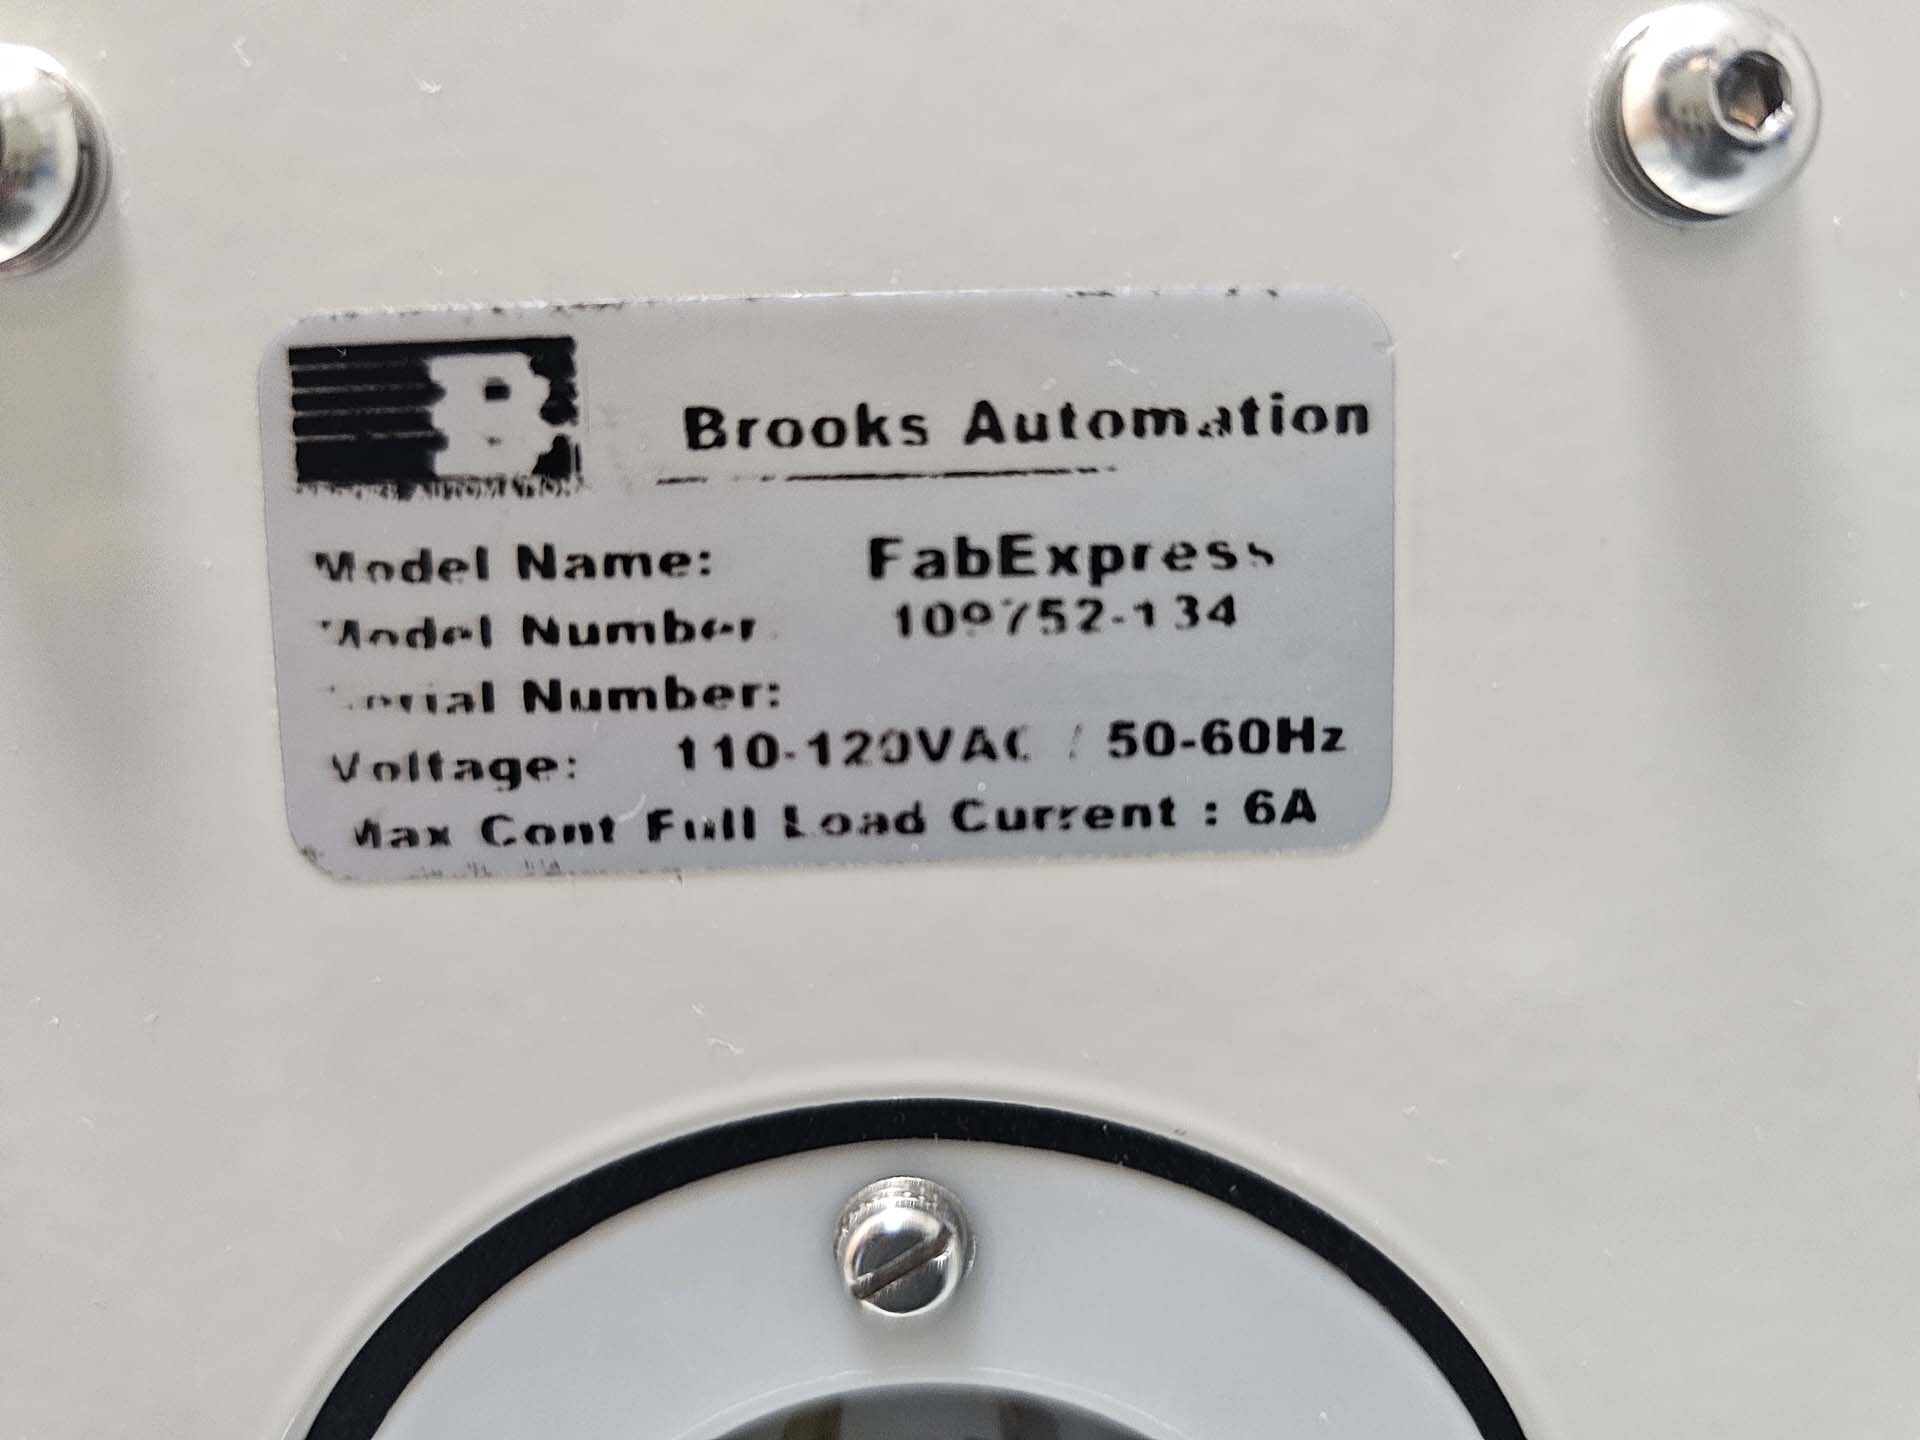 B
Brooks Automation
Model Name: FabExpress
Model Number 109752-134
Serial Number:
Voltage: 110-120VAC / 50-60Hz
Max Cont Full Load Current : 6A